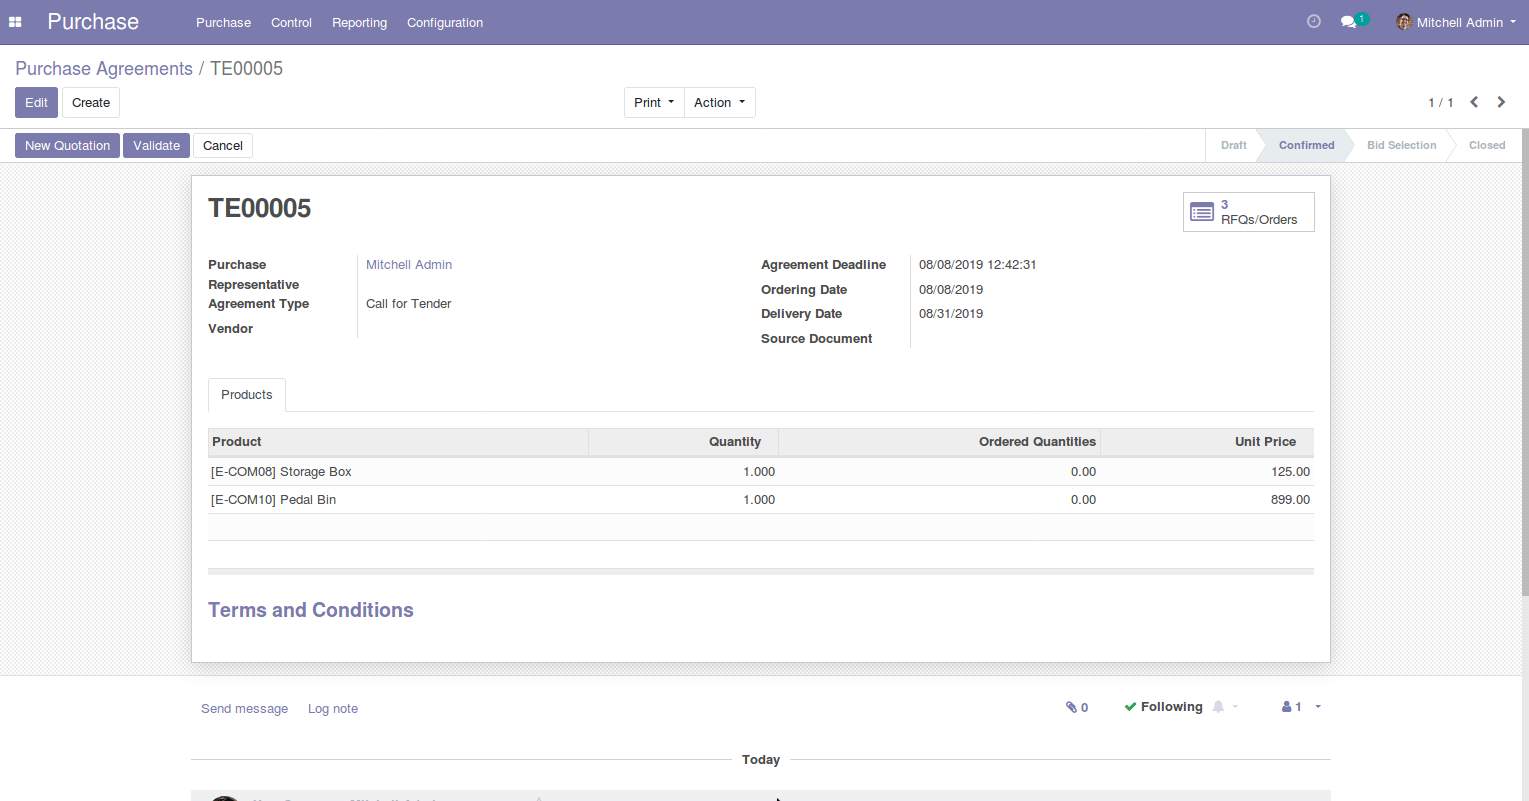 Purchase Purchase Control Reporting Configuration 1 Mitchell Admin
Purchase Agreements / TE00005
Edit Create Print Action 1 / 1
New Quotation Validate Cancel Draft Confirmed Bid Selection Closed
TE00005
3
RFQs/Orders
Purchase Representative Mitchell Admin
Agreement Type Call for Tender
Vendor
Agreement Deadline 08/08/2019 12:42:31
Ordering Date 08/08/2019
Delivery Date 08/31/2019
Source Document
Products
Product Quantity Ordered Quantities Unit Price
[E-COM08] Storage Box 1.000 0.00 125.00
[E-COM10] Pedal Bin 1.000 0.00 899.00
Terms and Conditions
Send message Log note 0 Following 1
Today